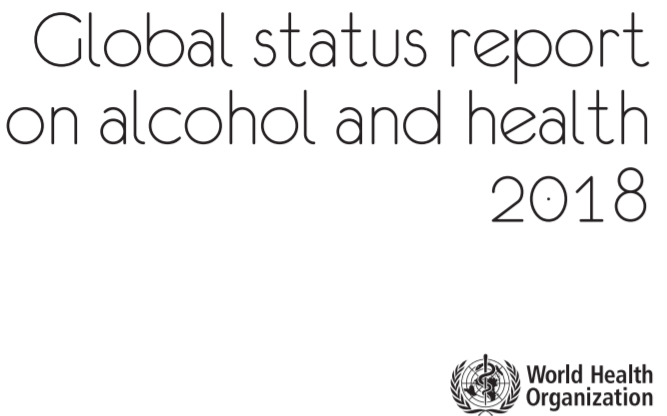 Global status report
on alcohol and health
2018
World Health
Organization